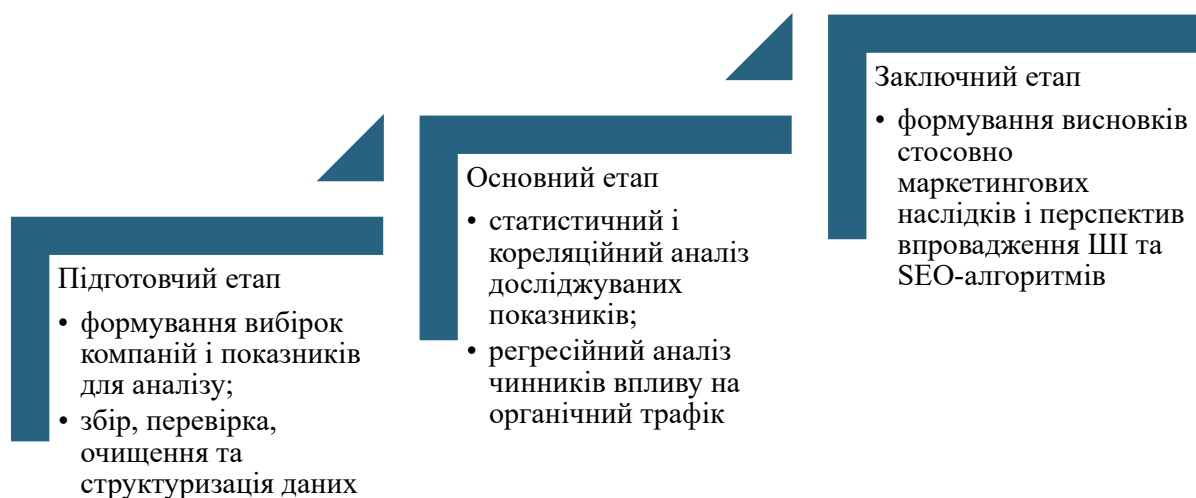 Підготовчий етап
• формування вибірок
компаній і показників
для аналізу;
• збір, перевірка,
очищення та
структуризація даних
Основний етап
• статистичний і
кореляційний аналіз
досліджуваних
показників;
• регресійний аналіз
чинників впливу на
органічний трафік
Заключний етап
• формування висновків
стосовно
маркетингових
наслідків і перспектив
впровадження ШІ та
SEO-алгоритмів